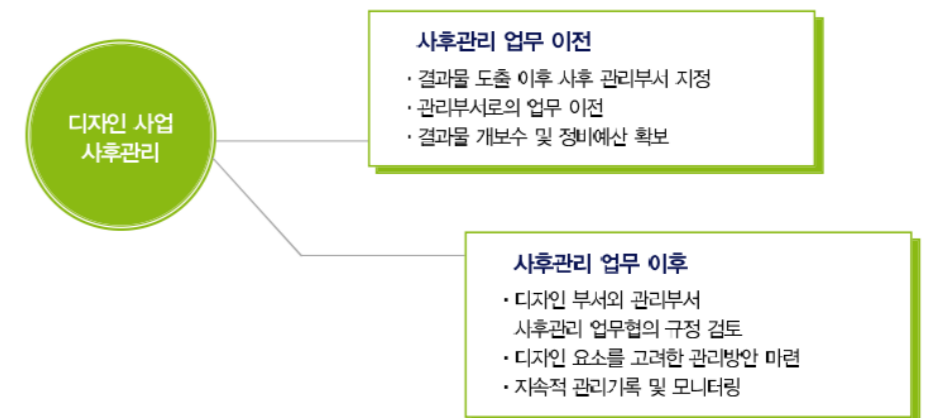 디자인 사업
사후관리
사후관리 업무 이전
· 결과물 도출 이후 사후 관리부서 지정
· 관리부서로의 업무 이전
· 결과물 개보수 및 정비예산 확보
사후관리 업무 이후
· 디자인 부서외 관리부서
사후관리 업무협의 규정 검토
· 디자인 요소를 고려한 관리방안 마련
· 지속적 관리기록 및 모니터링